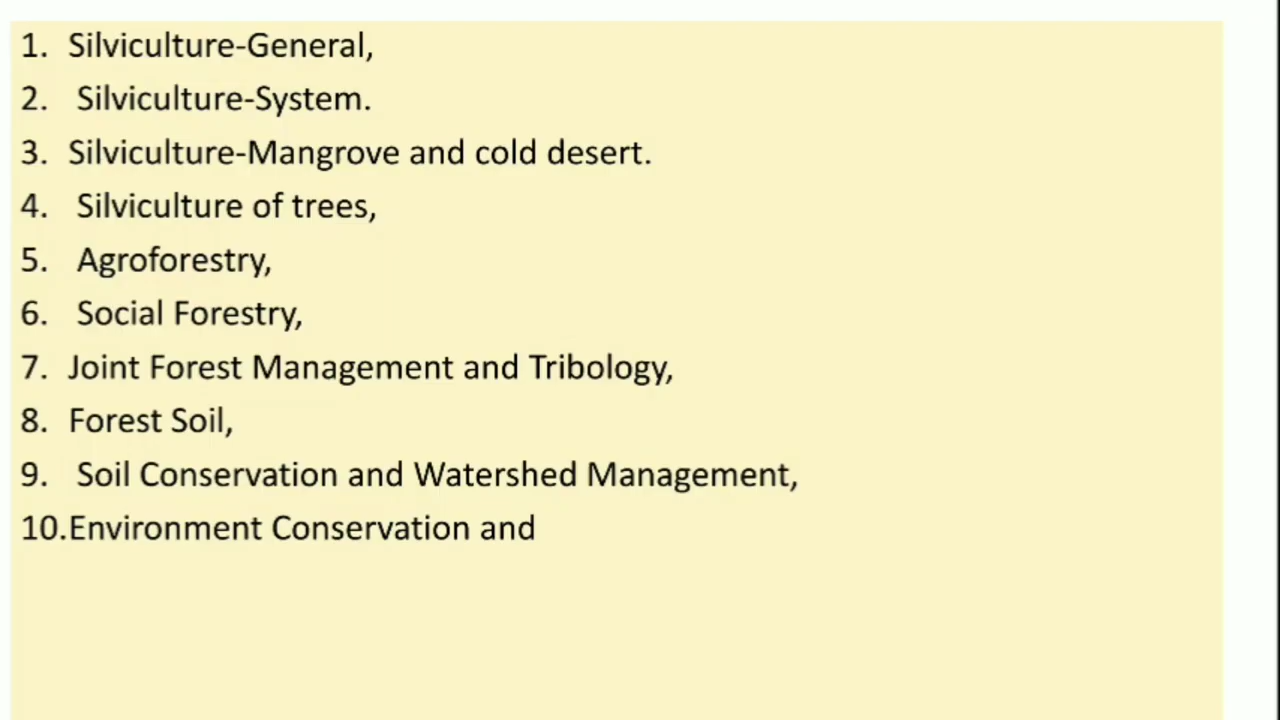 1. Silviculture-General,
2. Silviculture-System.
3. Silviculture-Mangrove and cold desert.
4. Silviculture of trees,
5. Agroforestry,
6. Social Forestry,
7. Joint Forest Management and Tribology,
8. Forest Soil,
9. Soil Conservation and Watershed Management,
10.Environment Conservation and